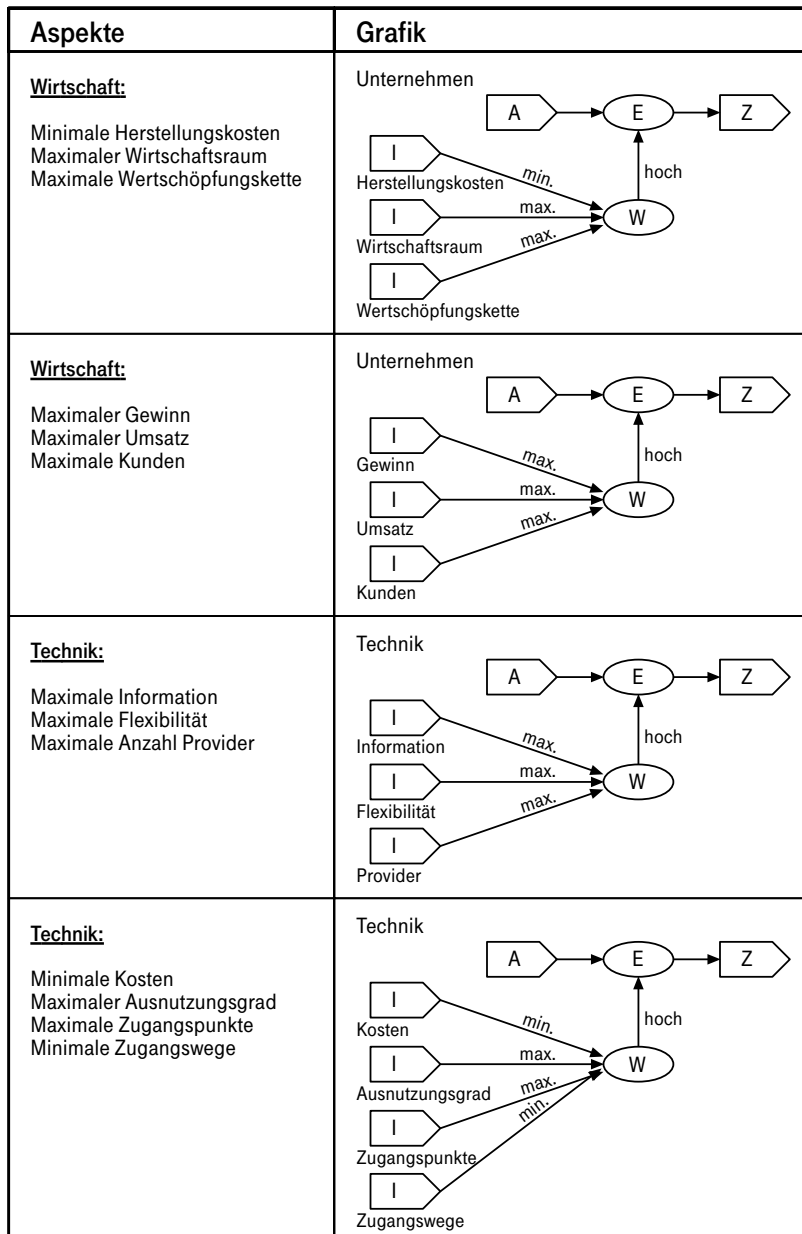 Aspekte
Grafik
Wirtschaft:
Minimale Herstellungskosten
Maximaler Wirtschaftsraum
Maximale Wertschöpfungskette
Unternehmen
A
E
Z
I
Herstellungskosten
min.
hoch
I
max.
W
Wirtschaftsraum
max.
I
Wertschöpfungskette
Wirtschaft:
Maximaler Gewinn
Maximaler Umsatz
Maximale Kunden
Unternehmen
A
E
Z
I
Gewinn
max.
hoch
I
max.
W
Umsatz
max.
I
Kunden
Technik:
Maximale Information
Maximale Flexibilität
Maximale Anzahl Provider
Technik
A
E
Z
I
Information
max.
hoch
I
max.
W
Flexibilität
max.
I
Provider
Technik:
Minimale Kosten
Maximaler Ausnutzungsgrad
Maximale Zugangspunkte
Minimale Zugangswege
Technik
A
E
Z
I
Kosten
min.
hoch
I
max.
W
Ausnutzungsgrad
max.
I
min.
Zugangspunkte
I
Zugangswege